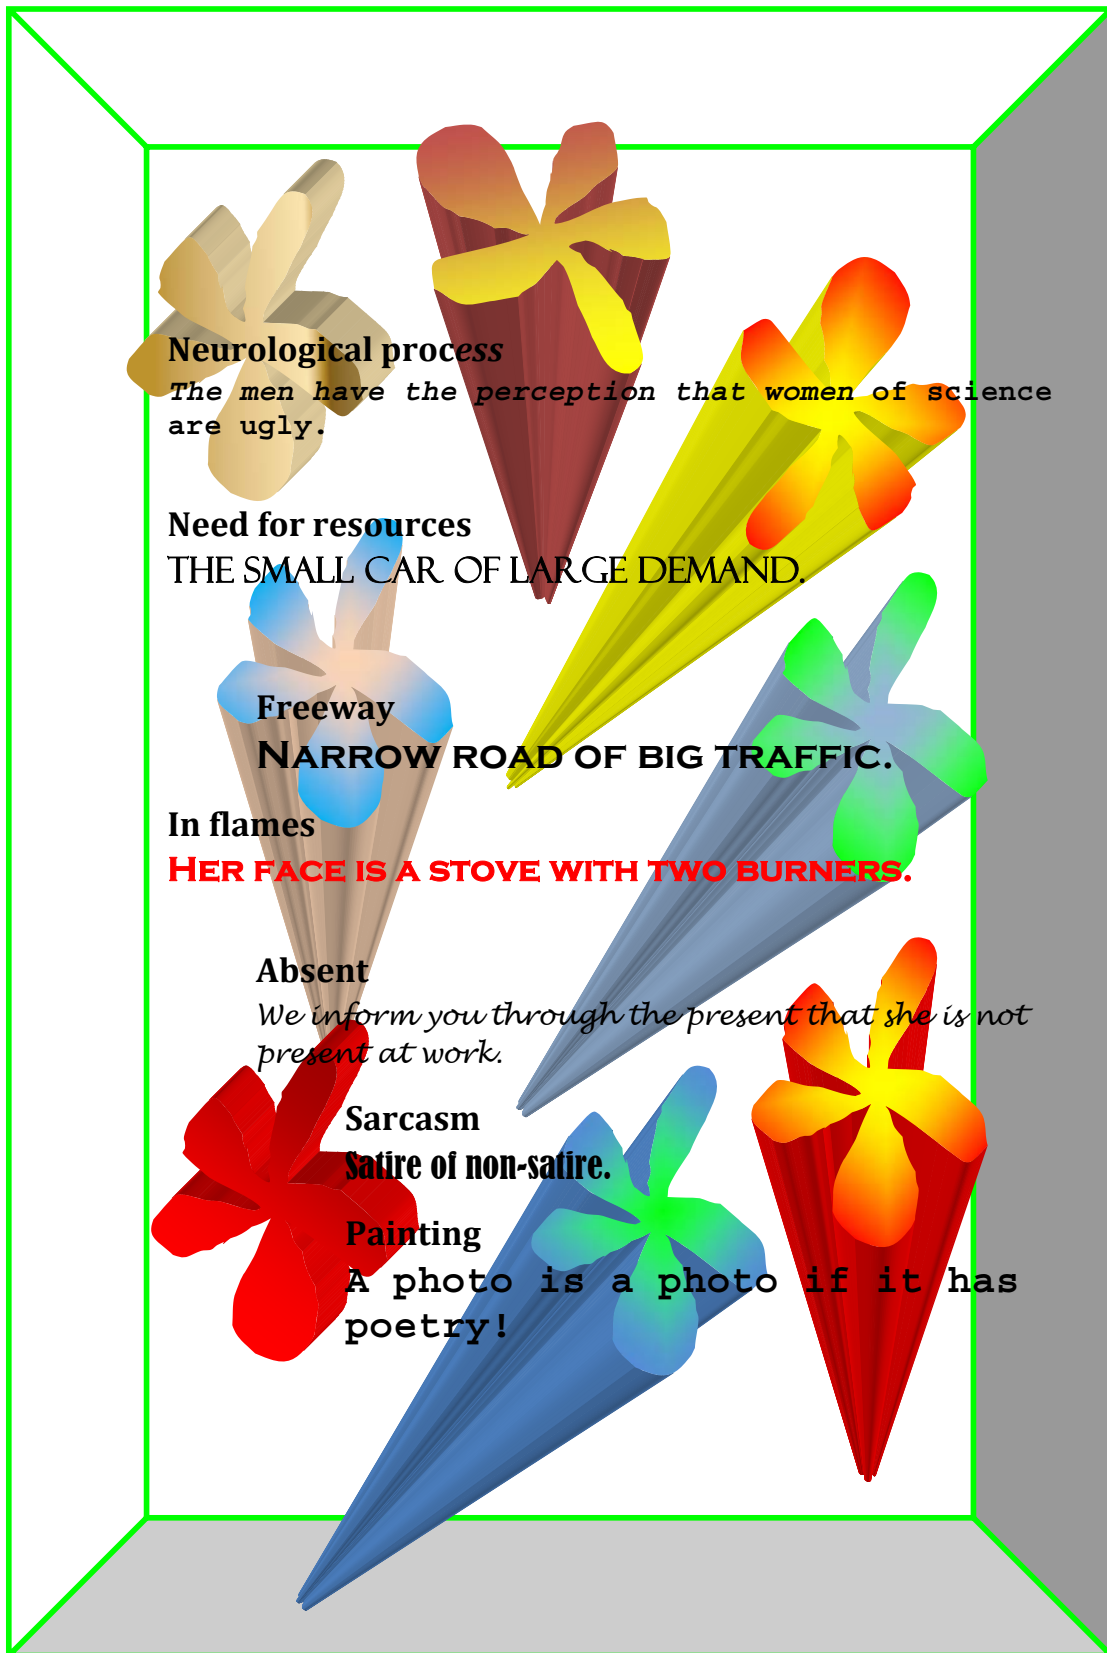 Neurological process
The men have the perception that women of science
are ugly.
Need for resources
THE SMALL CAR OF LARGE DEMAND.
Freeway
NARROW ROAD OF BIG TRAFFIC.
In flames
HER FACE IS A STOVE WITH TWO BURNERS.
Absent
We inform you through the present that she is not
present at work.
Sarcasm
Satire of non-satire.
Painting
A photo is a photo if it has
poetry!